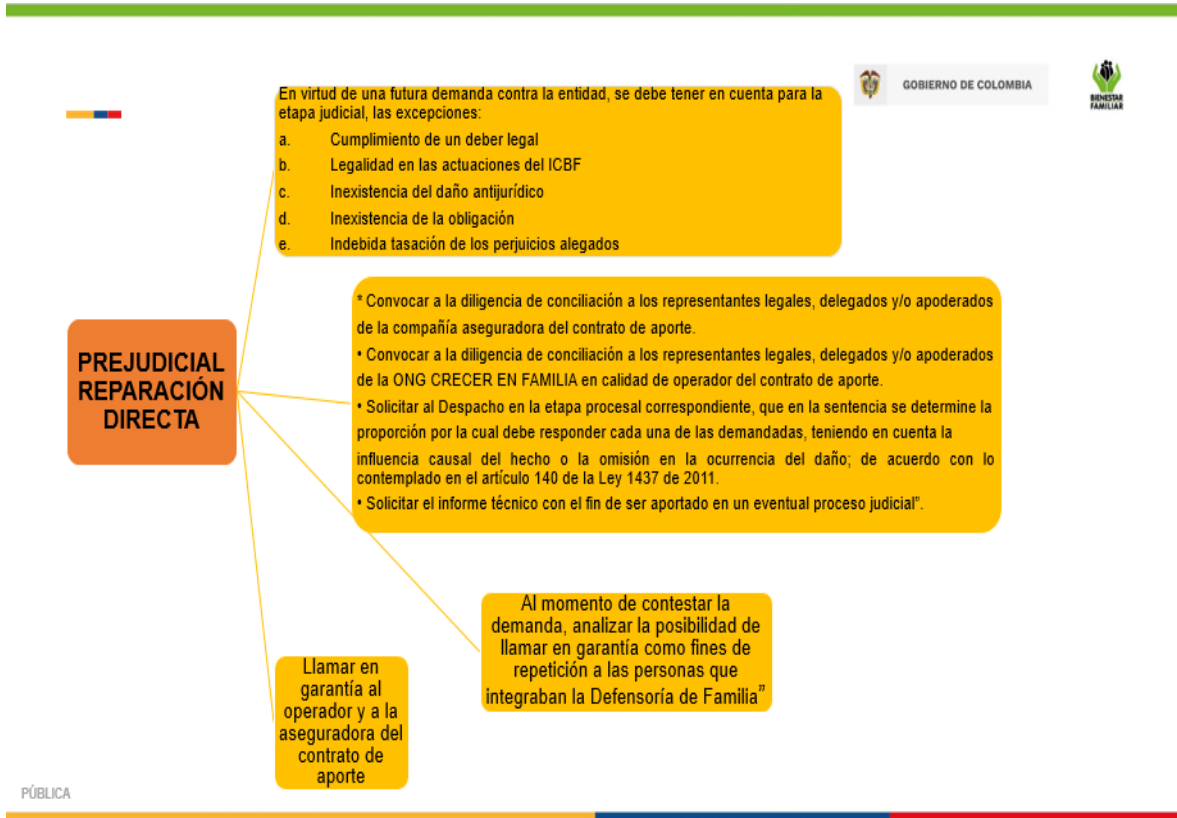 GOBIERNO DE COLOMBIA
BIENESTAR
FAMILIAR
En virtud de una futura demanda contra la entidad, se debe tener en cuenta para la
etapa judicial, las excepciones:
a. Cumplimiento de un deber legal
b. Legalidad en las actuaciones del ICBF
c. Inexistencia del daño antijurídico
d. Inexistencia de la obligación
e. Indebida tasación de los perjuicios alegados
PREJUDICIAL
REPARACIÓN
DIRECTA
* Convocar a la diligencia de conciliación a los representantes legales, delegados y/o apoderados
de la compañía aseguradora del contrato de aporte.
• Convocar a la diligencia de conciliación a los representantes legales, delegados y/o apoderados
de la ONG CRECER EN FAMILIA en calidad de operador del contrato de aporte.
• Solicitar al Despacho en la etapa procesal correspondiente, que en la sentencia se determine la
proporción por la cual debe responder cada una de las demandadas, teniendo en cuenta la
influencia causal del hecho o la omisión en la ocurrencia del daño; de acuerdo con lo
contemplado en el artículo 140 de la Ley 1437 de 2011.
• Solicitar el informe técnico con el fin de ser aportado en un eventual proceso judicial”.
Al momento de contestar la
demanda, analizar la posibilidad de
llamar en garantía como fines de
repetición a las personas que
integraban la Defensoría de Familia”
Llamar en
garantía al
operador y a la
aseguradora del
contrato de
aporte
PÚBLICA